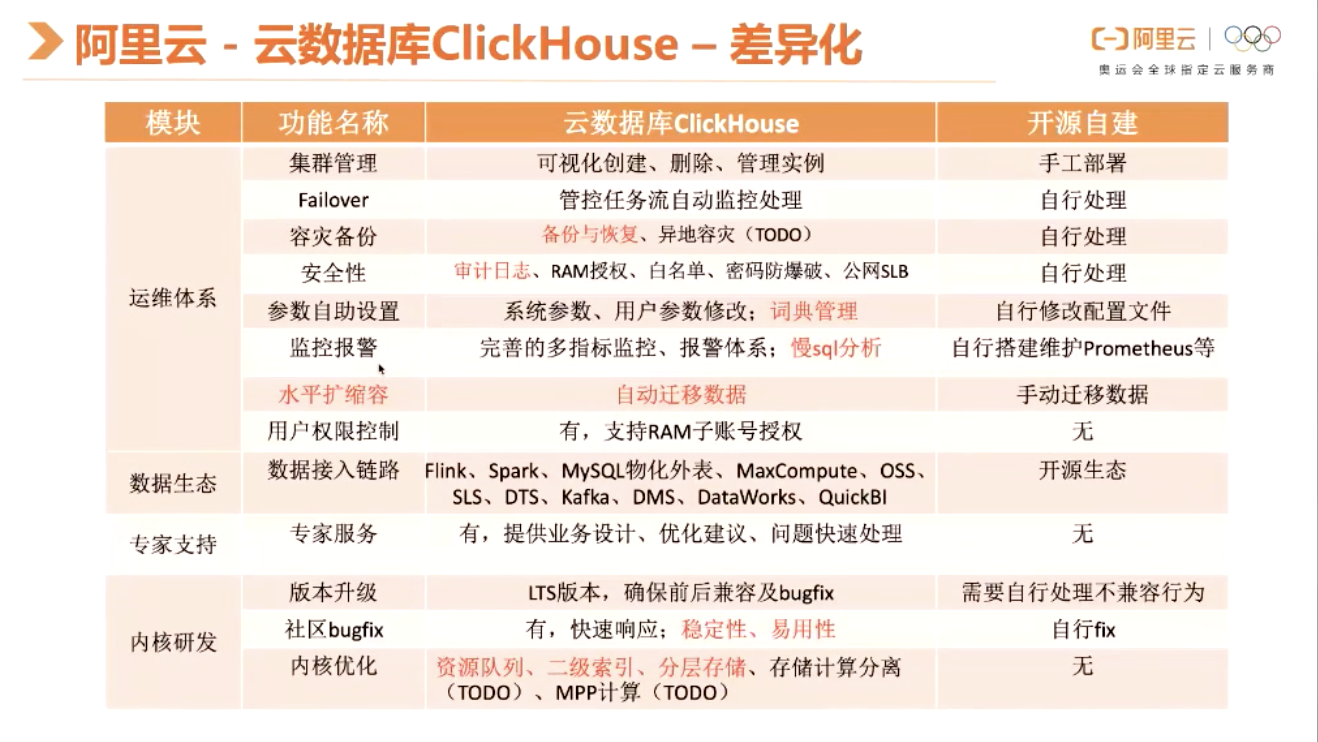 阿里云 - 云数据库ClickHouse – 差异化
阿里云
奥运会全球指定云服务商
模块 功能名称 云数据库ClickHouse 开源自建
运维体系
集群管理 可视化创建、删除、管理实例 手工部署
Failover 管控任务流自动监控处理 自行处理
容灾备份 备份与恢复、异地容灾（TODO） 自行处理
安全性 审计日志、RAM授权、白名单、密码防爆破、公网SLB 自行处理
参数自助设置 系统参数、用户参数修改；词典管理 自行修改配置文件
监控报警 完善的多指标监控、报警体系；慢sql分析 自行搭建维护Prometheus等
水平扩缩容 自动迁移数据 手动迁移数据
用户权限控制 有，支持RAM子账号授权 无
数据生态
数据接入链路 Flink、Spark、MySQL物化外表、MaxCompute、OSS、 开源生态
SLS、DTS、Kafka、DMS、DataWorks、QuickBI
专家支持
专家服务 有，提供业务设计、优化建议、问题快速处理 无
内核研发
版本升级 LTS版本，确保前后兼容及bugfix 需要自行处理不兼容行为
社区bugfix 有，快速响应；稳定性、易用性 自行fix
内核优化 资源队列、二级索引、分层存储、存储计算分离 无
（TODO）、MPP计算（TODO）